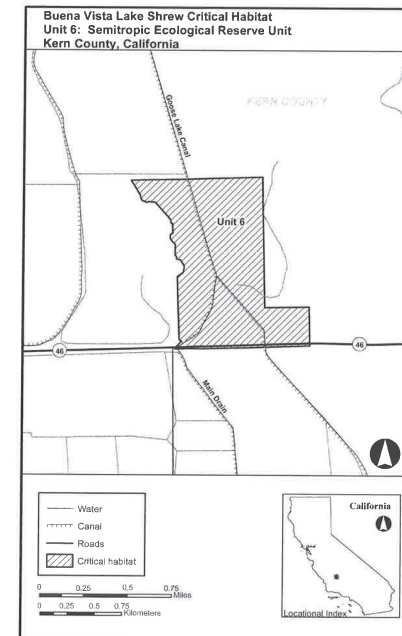 Buena Vista Lake Shrew Critical Habitat
Unit 6: Semitropic Ecological Reserve Unit
Kern County, California
KERN COUNTY
Goose Lake Canal
Unit 6
46
46
Main Drain
Water
Canal
Roads
Critical habitat
0 0.25 0.5 0.75
Miles
0 0.25 0.5 0.75
Kilometers
California
Locational Index